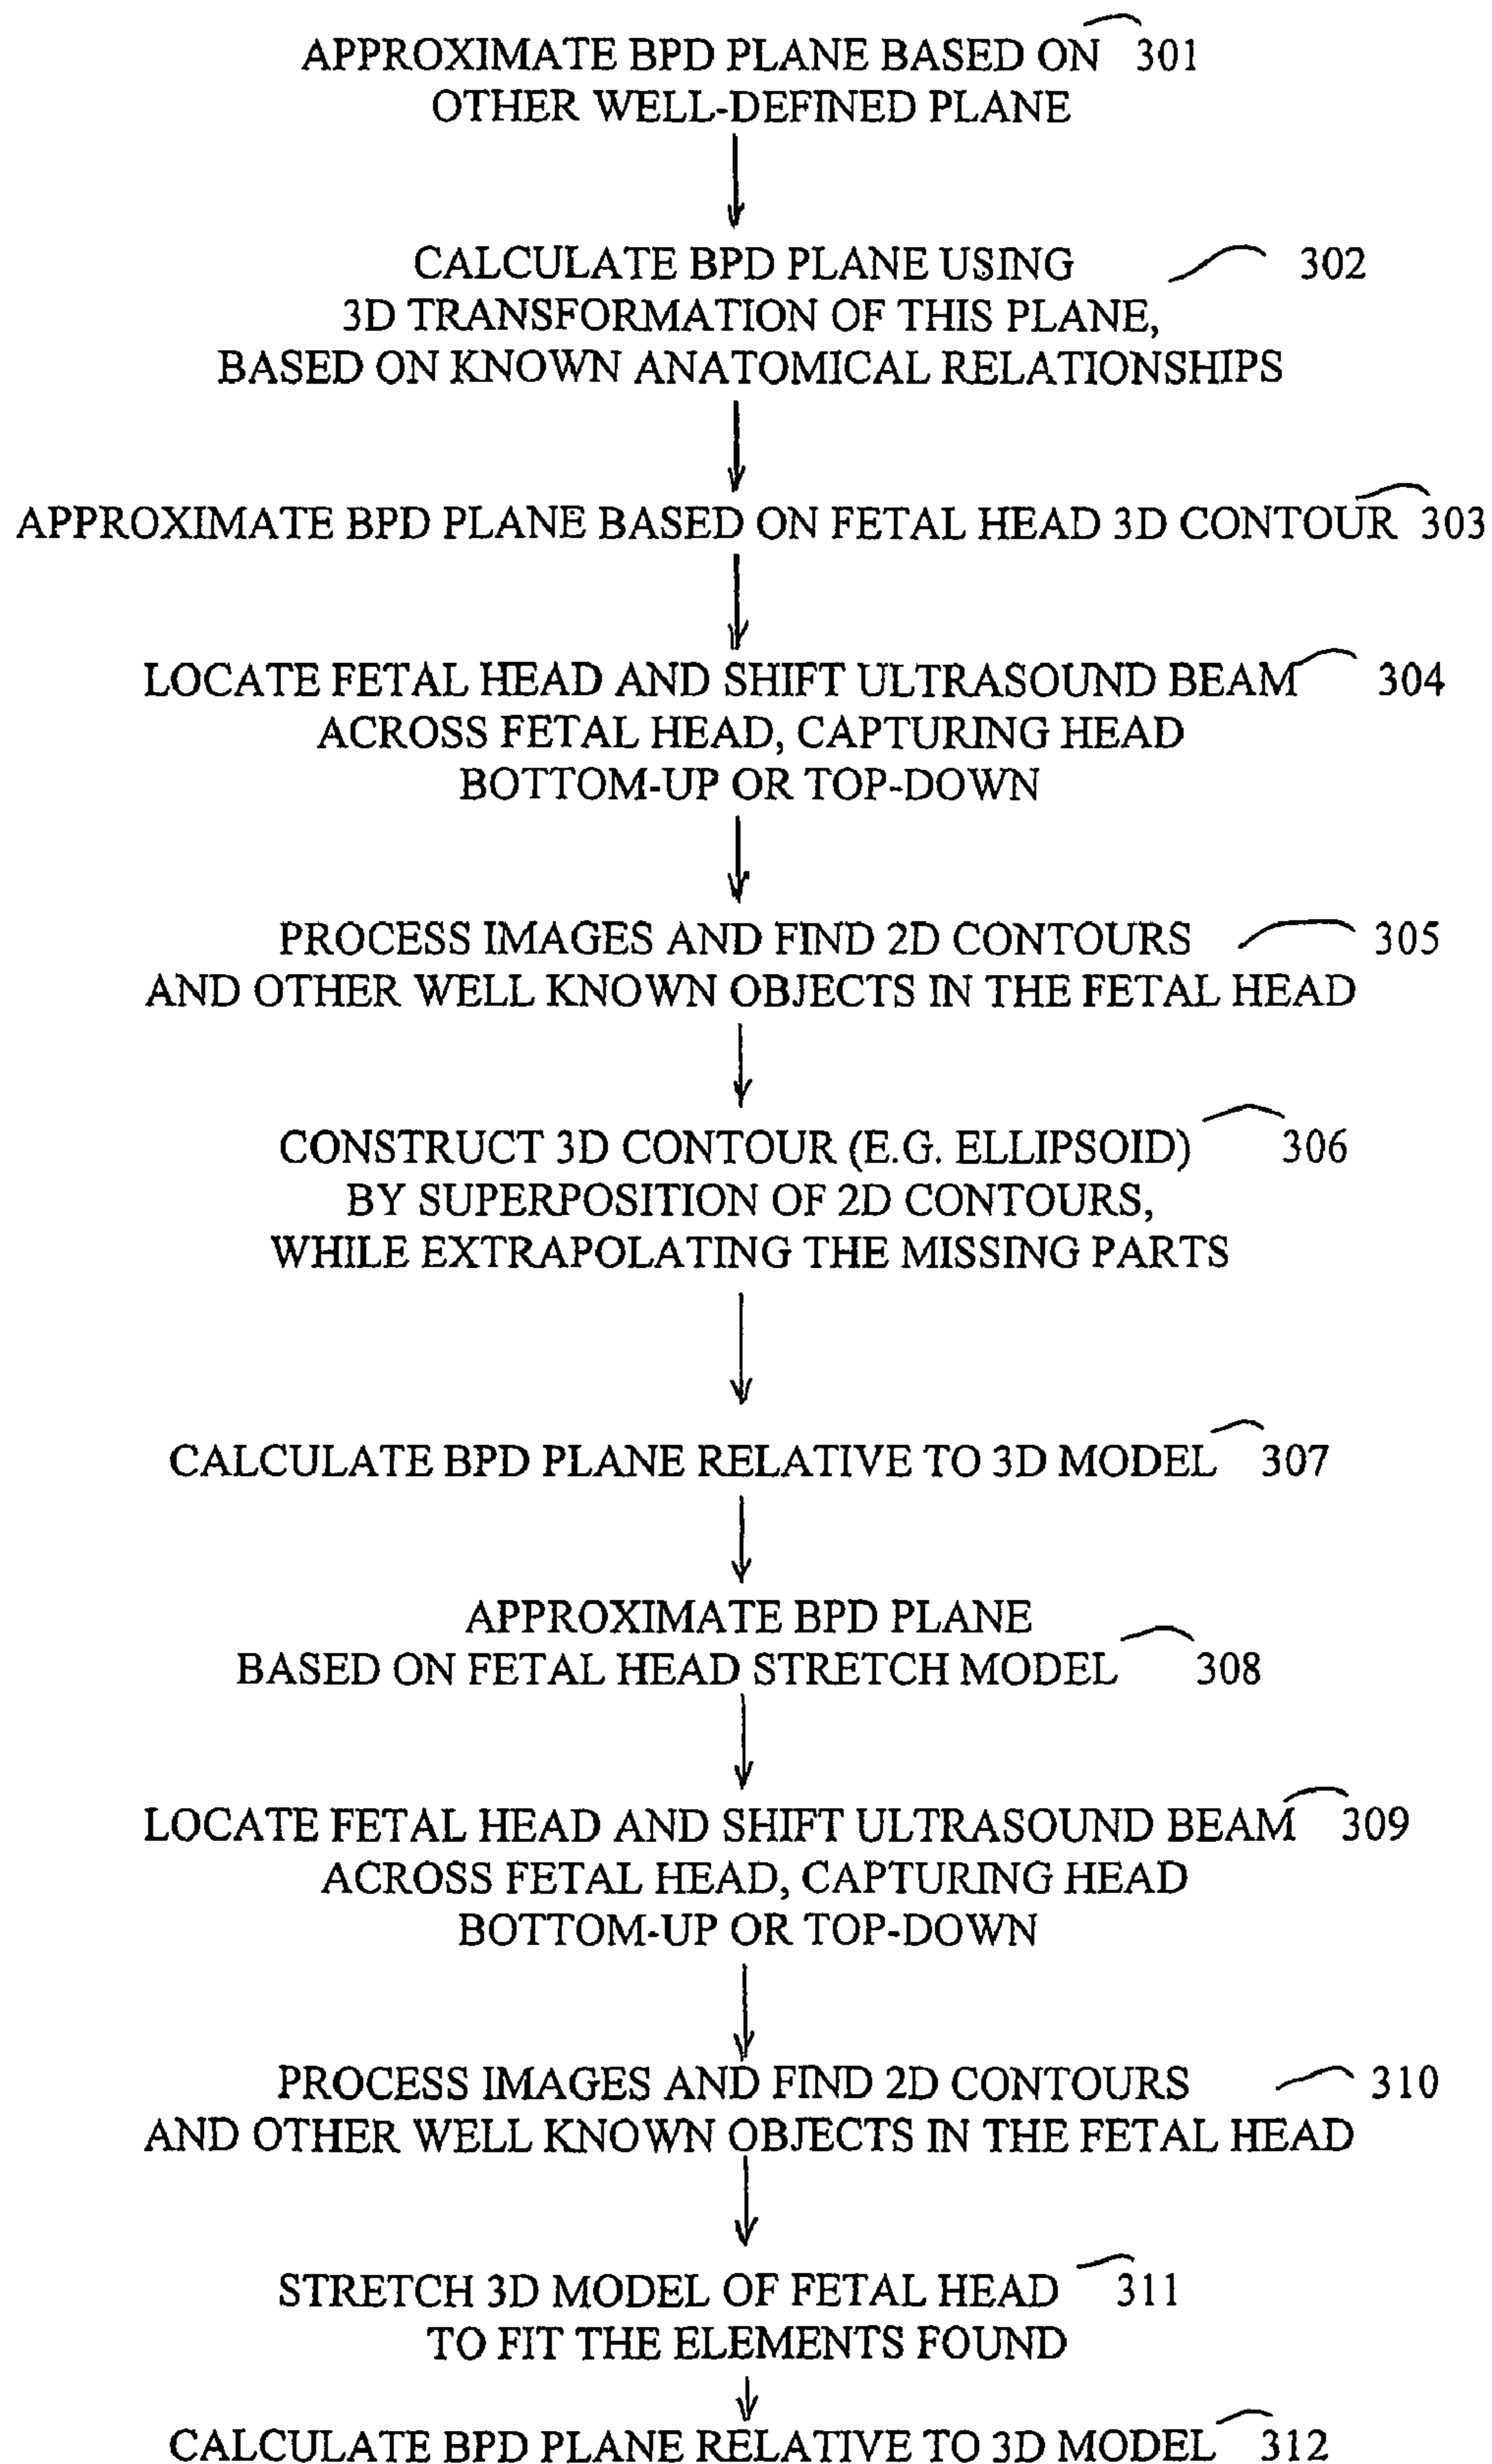 APPROXIMATE BPD PLANE BASED ON 301
OTHER WELL-DEFINED PLANE
CALCULATE BPD PLANE USING 302
3D TRANSFORMATION OF THIS PLANE,
BASED ON KNOWN ANATOMICAL RELATIONSHIPS
APPROXIMATE BPD PLANE BASED ON FETAL HEAD 3D CONTOUR 303
LOCATE FETAL HEAD AND SHIFT ULTRASOUND BEAM 304
ACROSS FETAL HEAD, CAPTURING HEAD
BOTTOM-UP OR TOP-DOWN
PROCESS IMAGES AND FIND 2D CONTOURS 305
AND OTHER WELL KNOWN OBJECTS IN THE FETAL HEAD
CONSTRUCT 3D CONTOUR (E.G. ELLIPSOID) 306
BY SUPERPOSITION OF 2D CONTOURS,
WHILE EXTRAPOLATING THE MISSING PARTS
CALCULATE BPD PLANE RELATIVE TO 3D MODEL 307
APPROXIMATE BPD PLANE
BASED ON FETAL HEAD STRETCH MODEL 308
LOCATE FETAL HEAD AND SHIFT ULTRASOUND BEAM 309
ACROSS FETAL HEAD, CAPTURING HEAD
BOTTOM-UP OR TOP-DOWN
PROCESS IMAGES AND FIND 2D CONTOURS 310
AND OTHER WELL KNOWN OBJECTS IN THE FETAL HEAD
STRETCH 3D MODEL OF FETAL HEAD 311
TO FIT THE ELEMENTS FOUND
CALCULATE BPD PLANE RELATIVE TO 3D MODEL 312